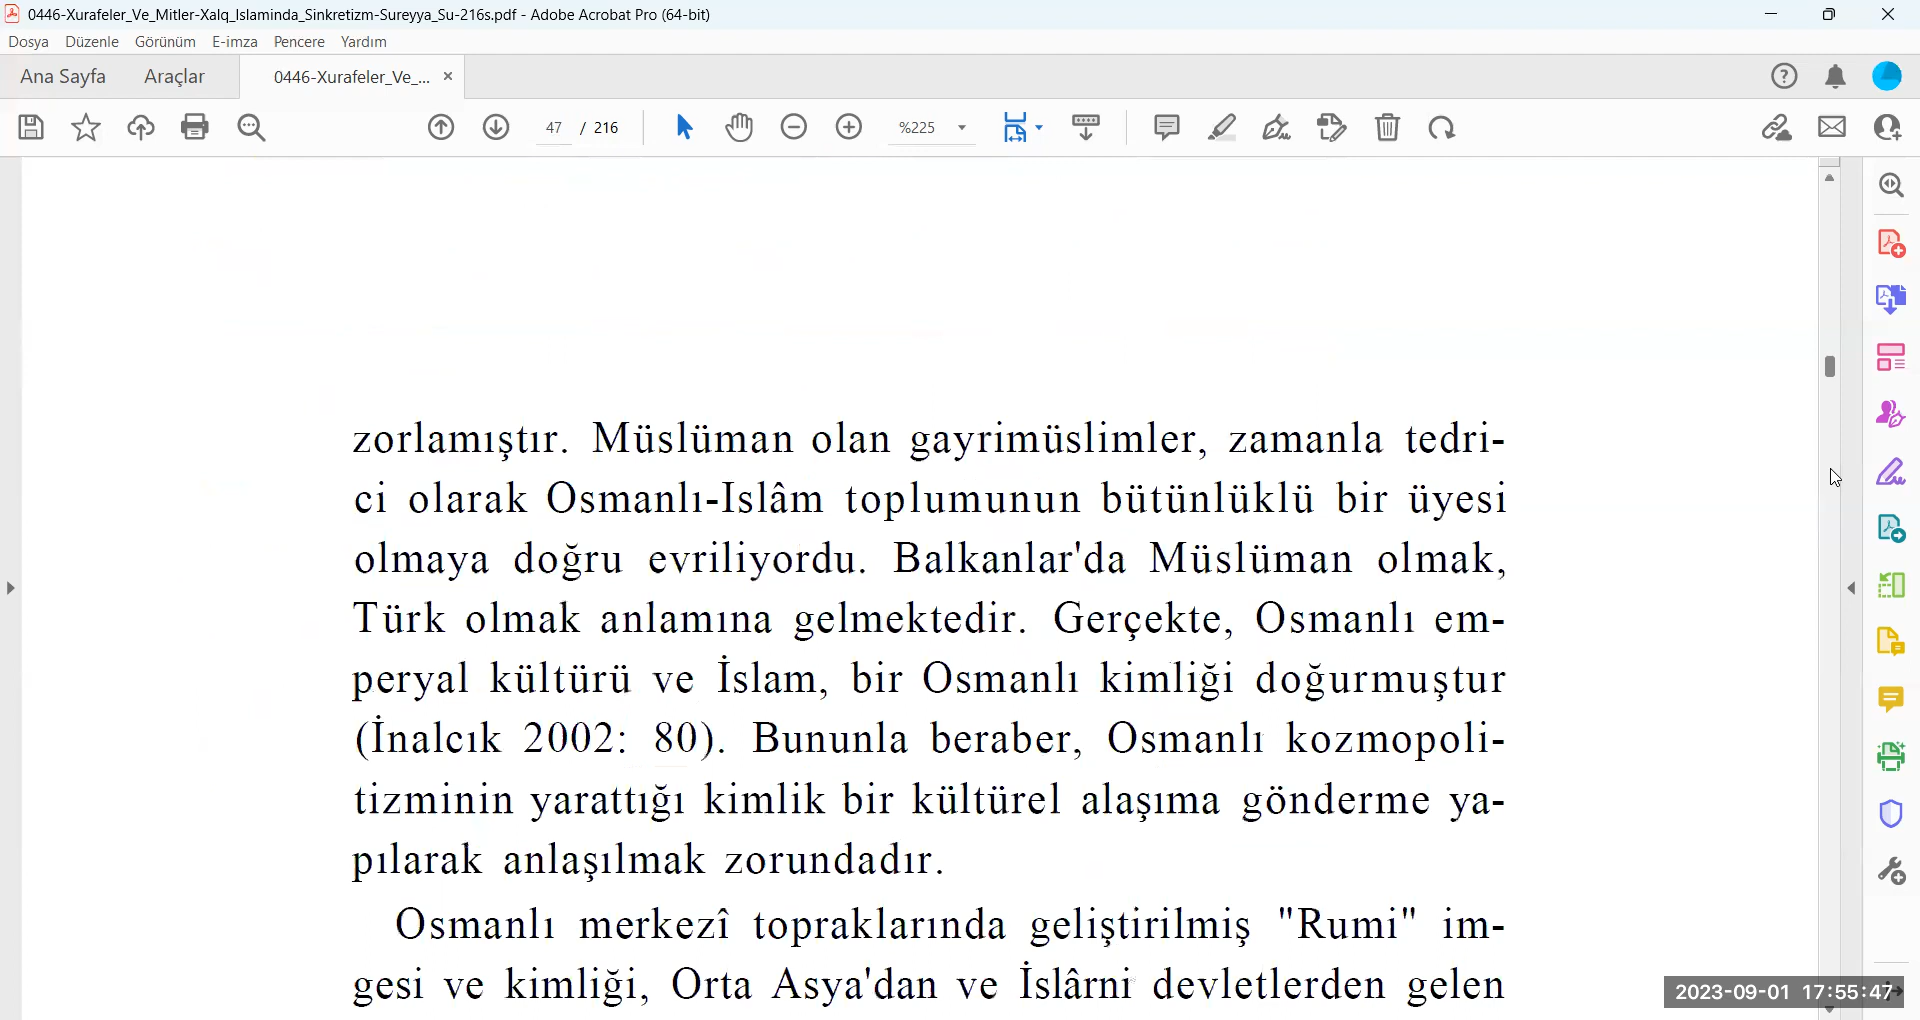 0446-Xurafeler_Ve_Mitler-Xalq_Islaminda_Sinkretizm-Sureyya_Su-216s.pdf - Adobe Acrobat Pro (64-bit)
Dosya Düzenle Görünüm E-imza Pencere Yardım
Ana Sayfa Araçlar 0446-Xurafeler_Ve_...
47 / 216 %225
zorlamıştır. Müslüman olan gayrimüslimler, zamanla tedri-
ci olarak Osmanlı-Islâm toplumunun bütünlüklü bir üyesi
olmaya doğru evriliyordu. Balkanlar'da Müslüman olmak,
Türk olmak anlamına gelmektedir. Gerçekte, Osmanlı em-
peryal kültürü ve İslam, bir Osmanlı kimliği doğurmuştur
(İnalcık 2002: 80). Bununla beraber, Osmanlı kozmopoli-
tizminin yarattığı kimlik bir kültürel alaşıma gönderme ya-
pılarak anlaşılmak zorundadır.
Osmanlı merkezî topraklarında geliştirilmiş "Rumi" im-
gesi ve kimliği, Orta Asya'dan ve İslârni devletlerden gelen
2023-09-01 17:55:47